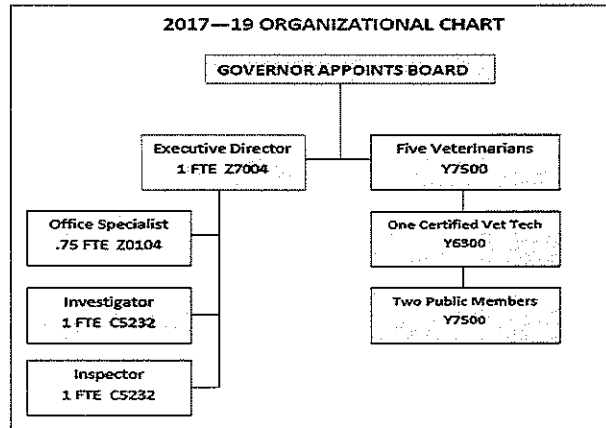 2017—19 ORGANIZATIONAL CHART
GOVERNOR APPOINTS BOARD
Executive Director
1 FTE Z7004
Five Veterinarians
Y7500
Office Specialist
.75 FTE Z0104
One Certified Vet Tech
Y6300
Investigator
1 FTE C5232
Two Public Members
Y7500
Inspector
1 FTE C5232